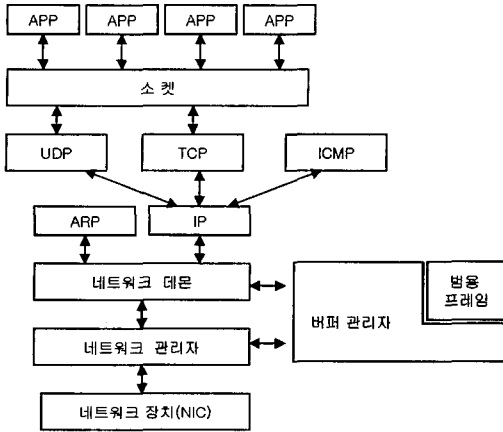 APP APP APP APP
소 켓
UDP TCP ICMP
ARP IP
네트워크 데몬
범용
프레임
버퍼 관리자
네트워크 관리자
네트워크 장치(NIC)